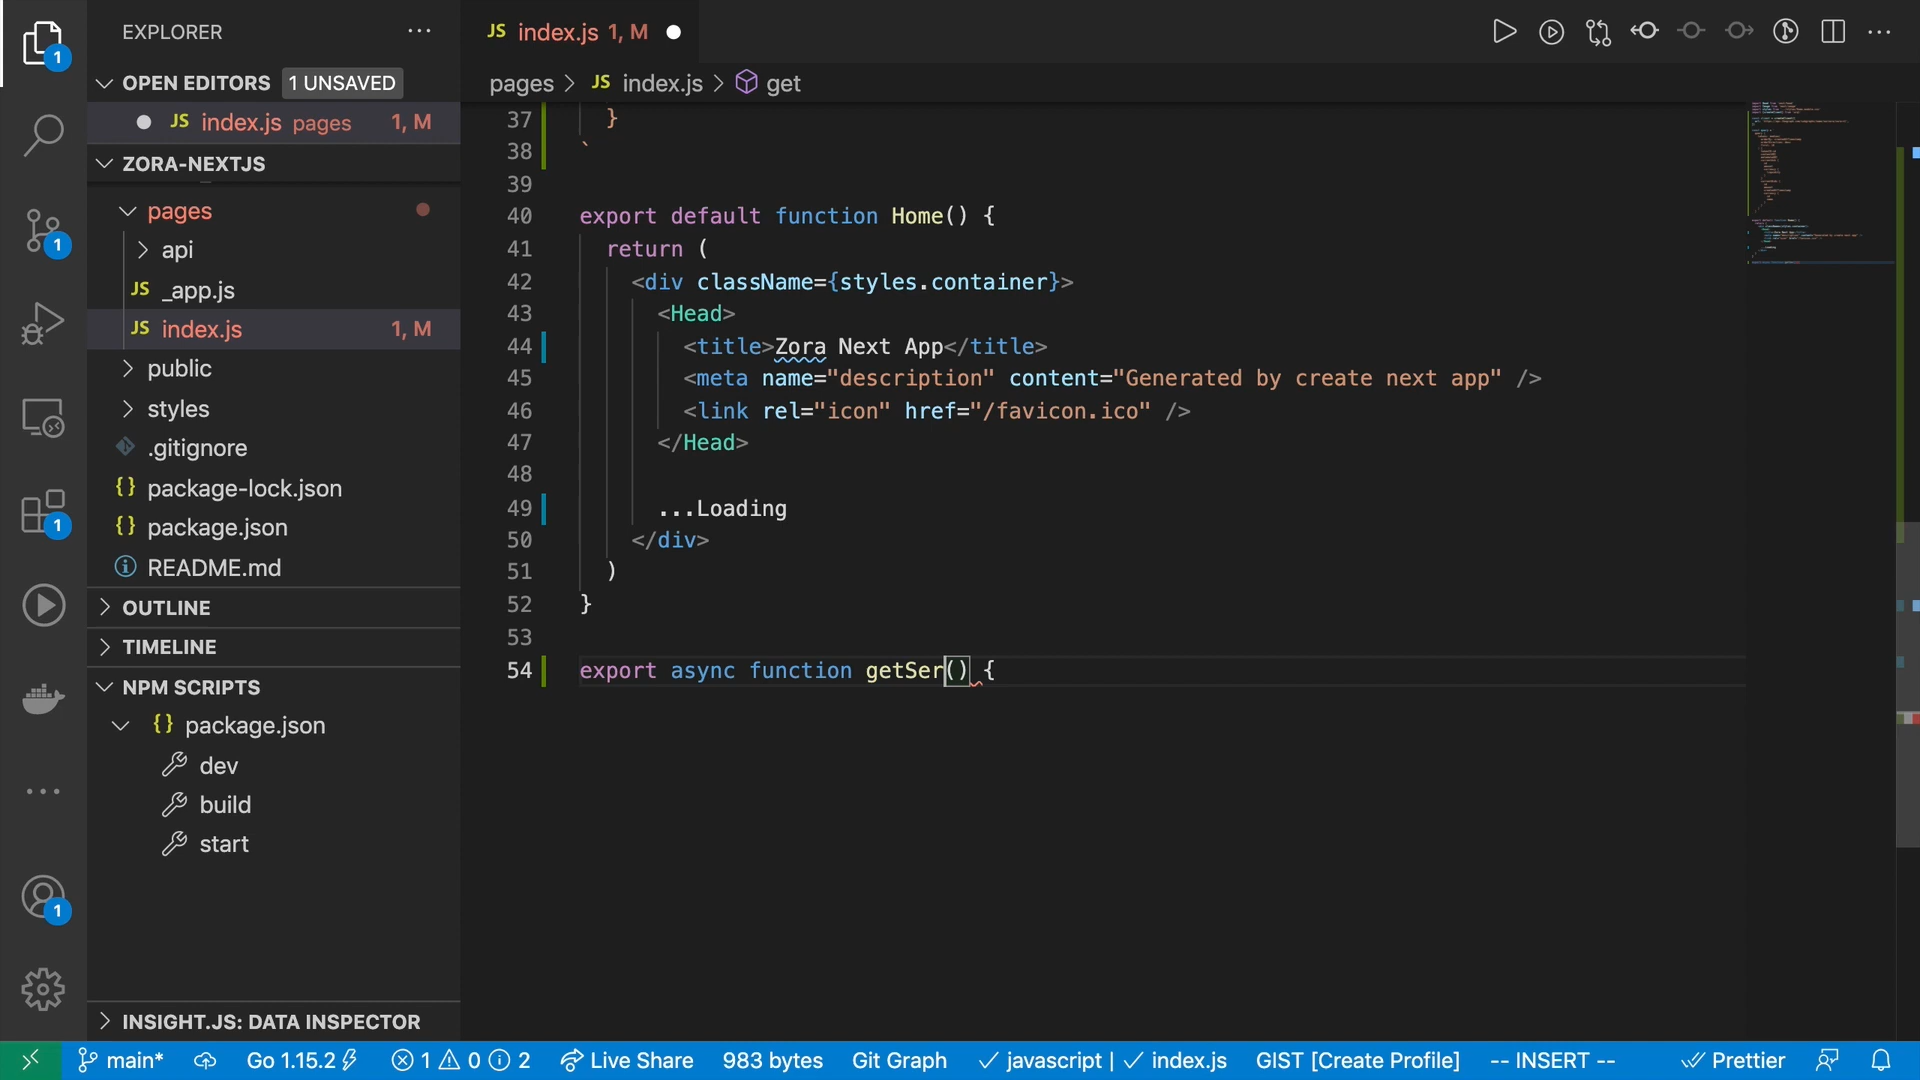 EXPLORER
OPEN EDITORS 1 UNSAVED
JS index.js pages 1, M
ZORA-NEXTJS
pages
api
JS _app.js
JS index.js 1, M
public
styles
.gitignore
{} package-lock.json
{} package.json
README.md
OUTLINE
TIMELINE
NPM SCRIPTS
{} package.json
dev
build
start
INSIGHT.JS: DATA INSPECTOR
1
1
1
1
JS index.js 1, M
pages > JS index.js > get
37 }
38 `
39
40 export default function Home() {
41 return (
42 <div className={styles.container}>
43 <Head>
44 <title>Zora Next App</title>
45 <meta name="description" content="Generated by create next app" />
46 <link rel="icon" href="/favicon.ico" />
47 </Head>
48
49 ...Loading
50 </div>
51 )
52 }
53
54 export async function getSer() {
main* Go 1.15.2 1 0 2 Live Share 983 bytes Git Graph javascript | index.js GIST [Create Profile] -- INSERT -- Prettier